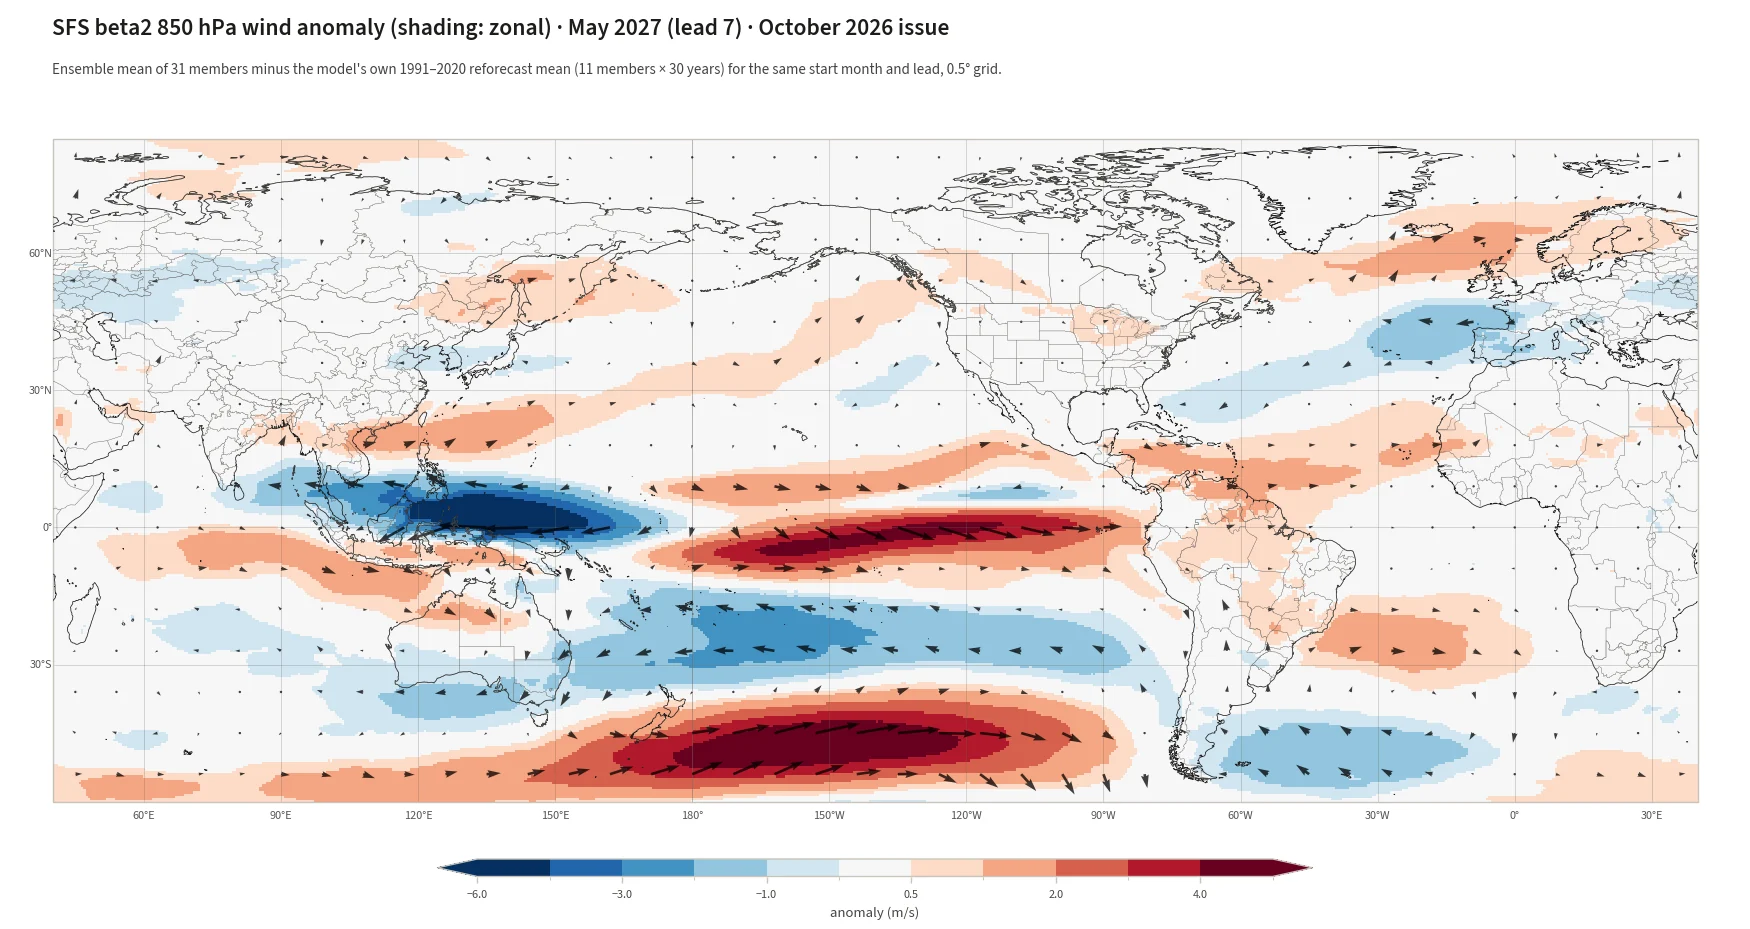 SFS beta2 850 hPa wind anomaly (shading: zonal) · May 2027 (lead 7) · October 2026 issue
Ensemble mean of 31 members minus the model's own 1991–2020 reforecast mean (11 members × 30 years) for the same start month and lead, 0.5° grid.
60°N
30°N
0°
30°S
60°E 90°E 120°E 150°E 180° 150°W 120°W 90°W 60°W 30°W 0° 30°E
−6.0 −3.0 −1.0 0.5 2.0 4.0
anomaly (m/s)